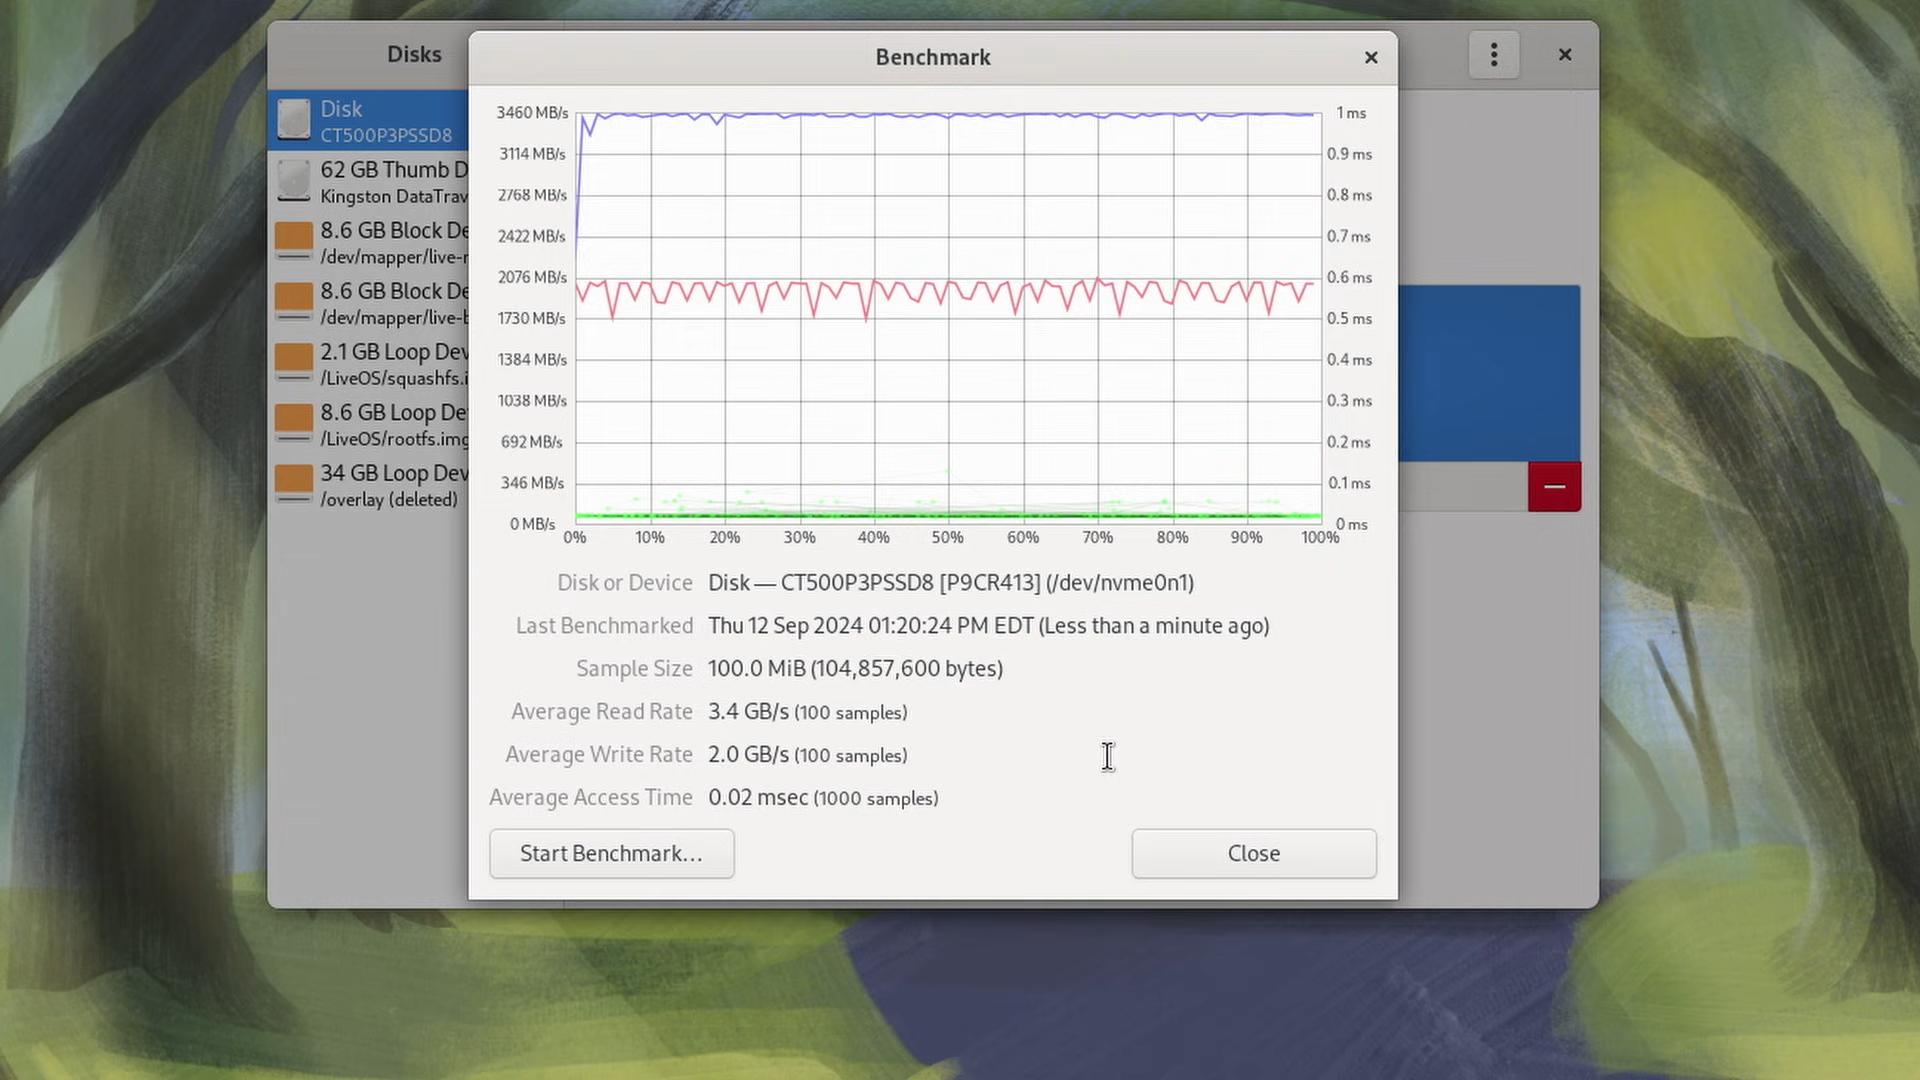 Disks
Benchmark
Disk
CT500P3PSSD8
62 GB Thumb D
Kingston DataTrav
8.6 GB Block De
/dev/mapper/live-r
8.6 GB Block De
/dev/mapper/live-b
2.1 GB Loop Dev
/LiveOS/squashfs.i
8.6 GB Loop De
/LiveOS/rootfs.img
34 GB Loop Dev
/overlay (deleted)
3460 MB/s
3114 MB/s
2768 MB/s
2422 MB/s
2076 MB/s
1730 MB/s
1384 MB/s
1038 MB/s
692 MB/s
346 MB/s
0 MB/s
1 ms
0.9 ms
0.8 ms
0.7 ms
0.6 ms
0.5 ms
0.4 ms
0.3 ms
0.2 ms
0.1 ms
0 ms
0% 10% 20% 30% 40% 50% 60% 70% 80% 90% 100%
Disk or Device Disk — CT500P3PSSD8 [P9CR413] (/dev/nvme0n1)
Last Benchmarked Thu 12 Sep 2024 01:20:24 PM EDT (Less than a minute ago)
Sample Size 100.0 MiB (104,857,600 bytes)
Average Read Rate 3.4 GB/s (100 samples)
Average Write Rate 2.0 GB/s (100 samples)
Average Access Time 0.02 msec (1000 samples)
Start Benchmark... Close